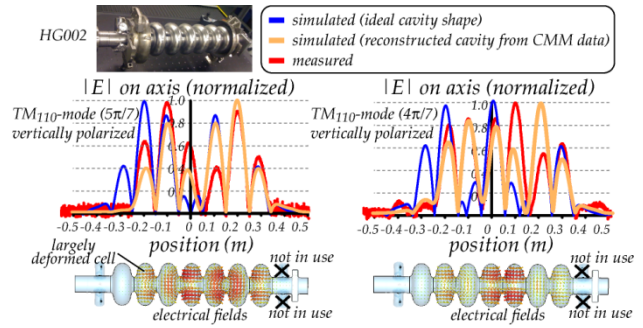 HG002
simulated (ideal cavity shape)
simulated (reconstructed cavity from CMM data)
measured
|E| on axis (normalized)
TM110-mode (5π/7)
vertically polarized
1.0
0.8
0.6
0.4
0.2
-0.5 -0.4 -0.3 -0.2 -0.1 0 0.1 0.2 0.3 0.4 0.5
position (m)
largely
deformed cell
not in use
electrical fields
not in use
|E| on axis (normalized)
TM110-mode (4π/7)
vertically polarized
1.0
0.8
0.6
0.4
0.2
-0.5 -0.4 -0.3 -0.2 -0.1 0 0.1 0.2 0.3 0.4 0.5
position (m)
not in use
electrical fields
not in use